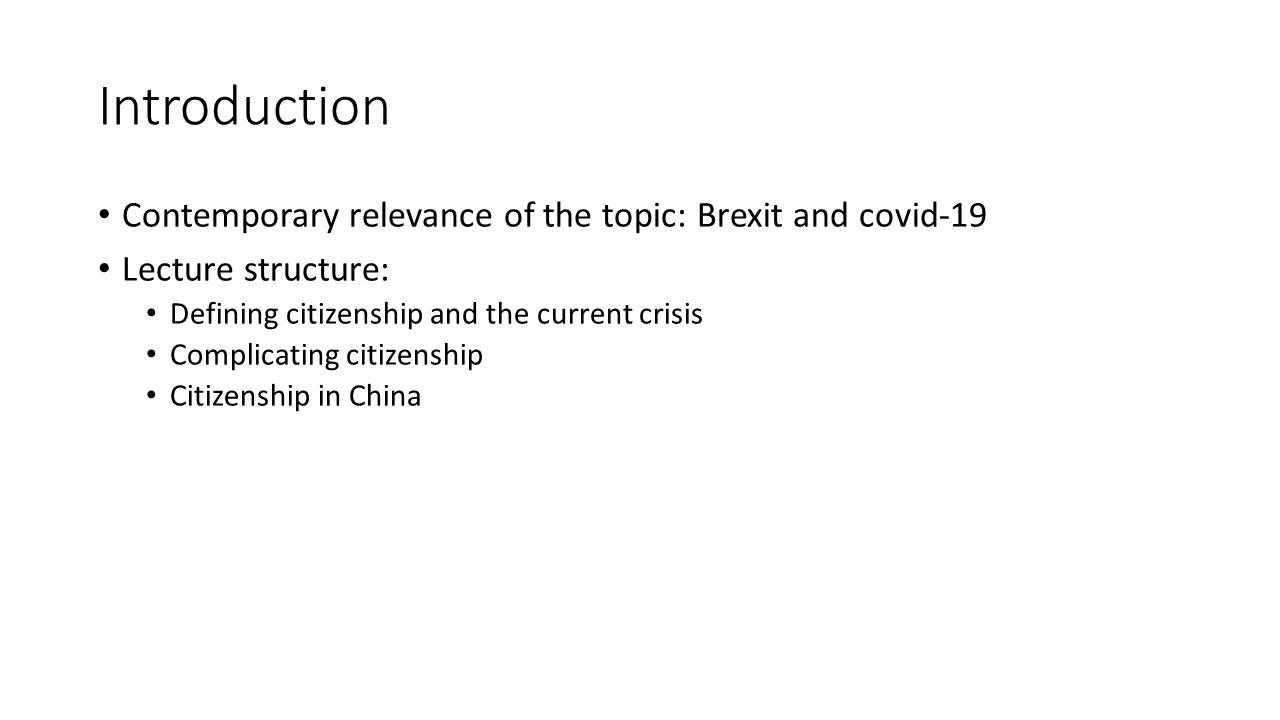 Introduction
• Contemporary relevance of the topic: Brexit and covid-19
• Lecture structure:
• Defining citizenship and the current crisis
• Complicating citizenship
• Citizenship in China